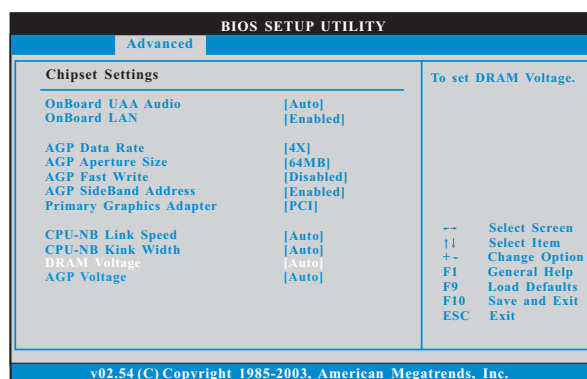 BIOS SETUP UTILITY
Advanced
Chipset Settings
OnBoard UAA Audio [Auto]
OnBoard LAN [Enabled]
AGP Data Rate [4X]
AGP Aperture Size [64MB]
AGP Fast Write [Disabled]
AGP SideBand Address [Enabled]
Primary Graphics Adapter [PCI]
CPU-NB Link Speed [Auto]
CPU-NB Kink Width [Auto]
DRAM Voltage [Auto]
AGP Voltage [Auto]
To set DRAM Voltage.
←→ Select Screen
↑↓ Select Item
+ - Change Option
F1 General Help
F9 Load Defaults
F10 Save and Exit
ESC Exit
v02.54 (C) Copyright 1985-2003, American Megatrends, Inc.